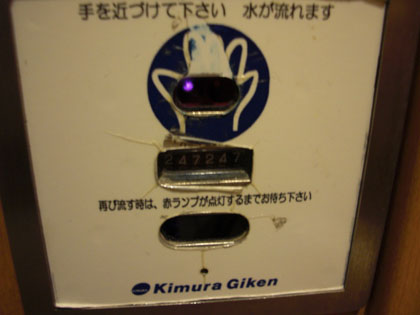 手を近づけて下さい 水が流れます
247247
再び流す時は、赤ランプが点灯するまでお待ち下さい
Kimura Giken